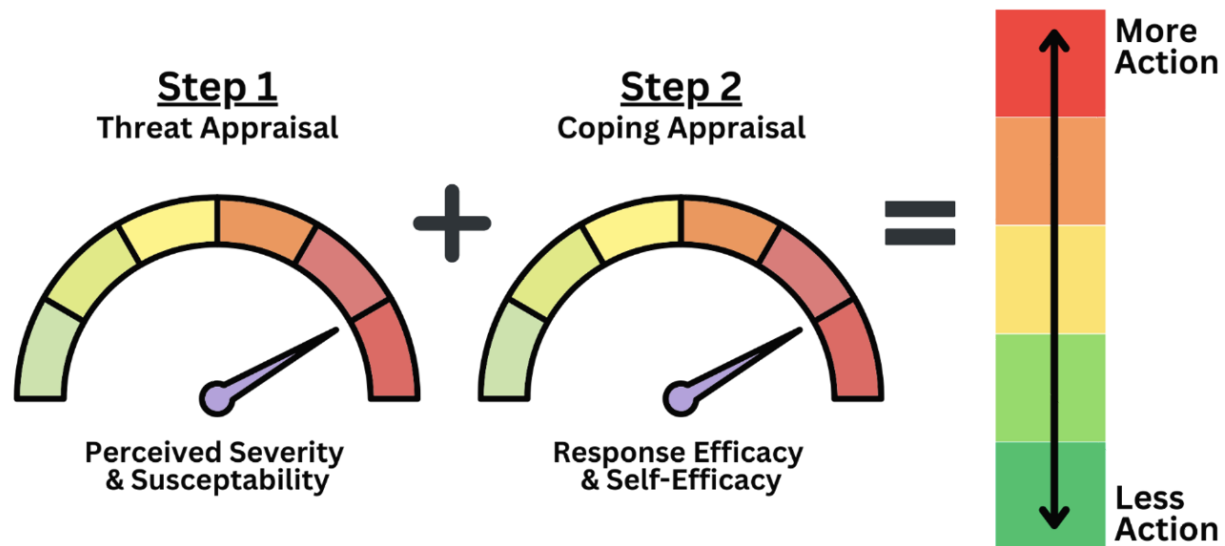 Step 1
Threat Appraisal
Perceived Severity
& Susceptability
+
Step 2
Coping Appraisal
Response Efficacy
& Self-Efficacy
=
More
Action
Less
Action